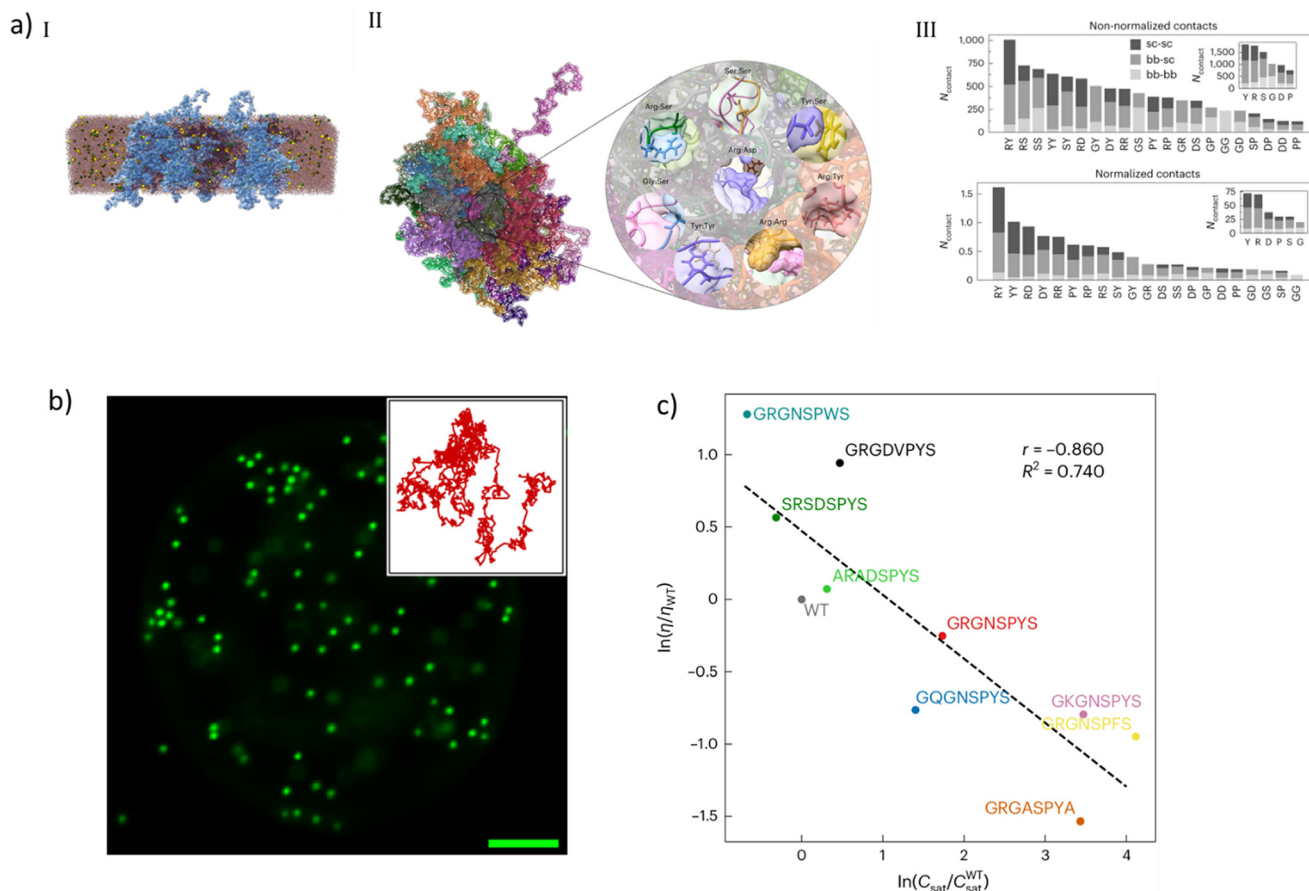 a) I
II
Ser:Ser
Arg:Ser
Tyr:Ser
Arg:Asp
Gly:Ser
Arg:Tyr
Tyr:Tyr
Arg:Arg
III
Non-normalized contacts
1,000
750
500
250
0
N contact
sc-sc
bb-sc
bb-bb
1,500
1,000
500
0
N contact
Y R S G D P
RY RS SS YY SY RD GY DY RR GS PY RP GR DS GP GG GD SP DP DD PP
Normalized contacts
1.5
1.0
0.5
0
N contact
75
50
25
0
N contact
Y R D P S G
RY YY RD DY RR PY RP RS SY GY GR DS SS DP GP DD PP GD GS SP GG
b)
c)
GRGNSPWS
GRGDVPYS
r = −0.860
R² = 0.740
SRSDSPYS
ARADSPYS
WT
GRGNSPYS
GQGNSPYS
GKGNSPYS
GRGNSPFS
GRGASPYA
1.0
0.5
0
−0.5
−1.0
−1.5
ln(η/ηWT)
0 1 2 3 4
ln(Csat/CsatWT)